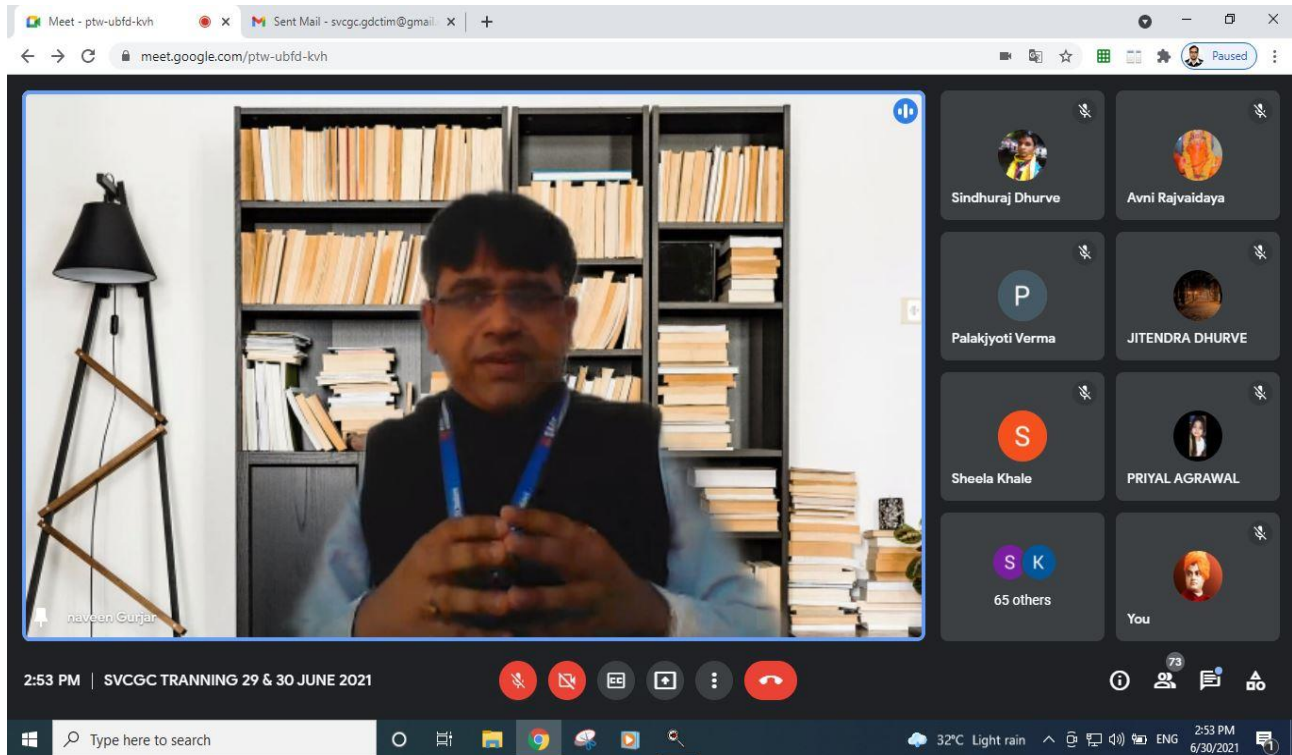 Meet - ptw-ubfd-kvh
Sent Mail - svcgc.gdctim@gmail.
meet.google.com/ptw-ubfd-kvh
Paused
Sindhuraj Dhurve
Avni Rajvaidaya
P
Palakjyoti Verma
JITENDRA DHURVE
S
Sheela Khale
PRIYAL AGRAWAL
S K
65 others
You
naveen Gurjar
2:53 PM | SVCGC TRANNING 29 & 30 JUNE 2021
CC
73
Type here to search
32°C Light rain
ENG
2:53 PM
6/30/2021
1